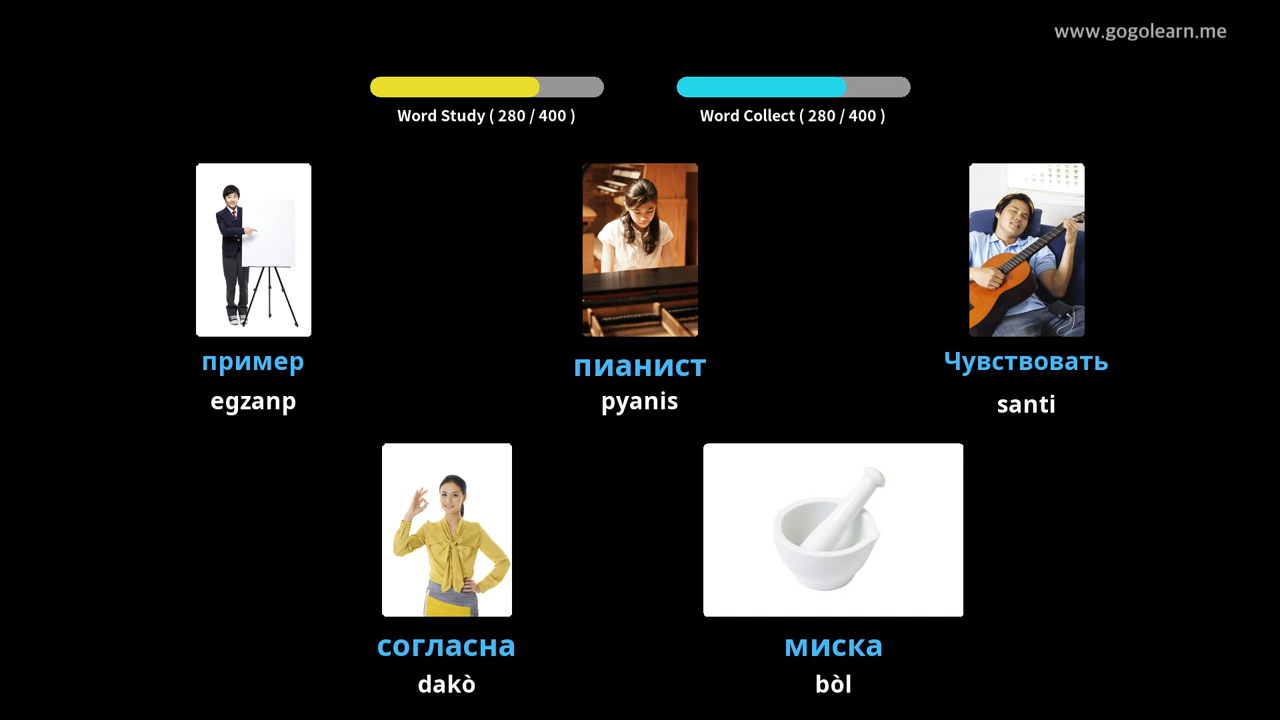 www.gogolearn.me
Word Study ( 280 / 400 )
Word Collect ( 280 / 400 )
пример
egzanp
пианист
pyanis
Чувствовать
santi
согласна
dakò
миска
bòl